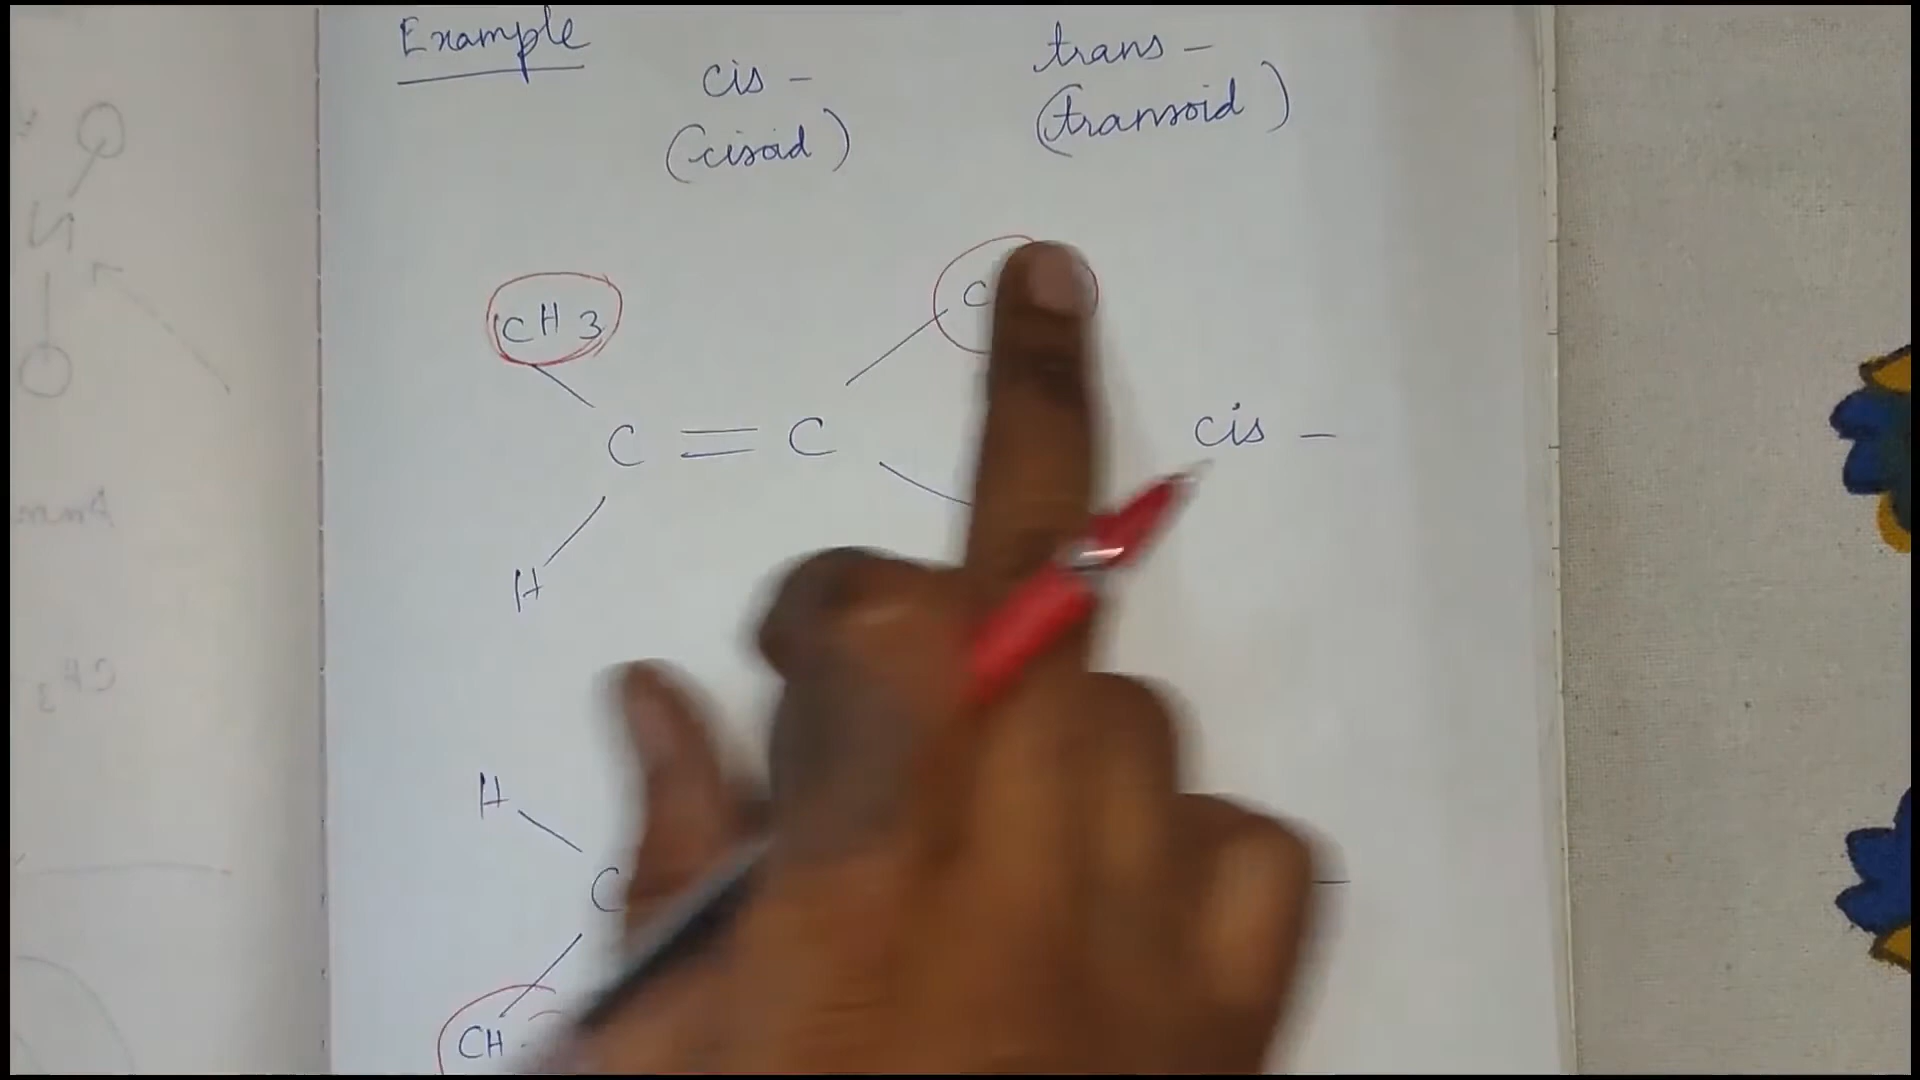 Example
cis -
trans -
(cisoid)
(transoid)
CH3
C
C = C
cis -
H
H
C
CH